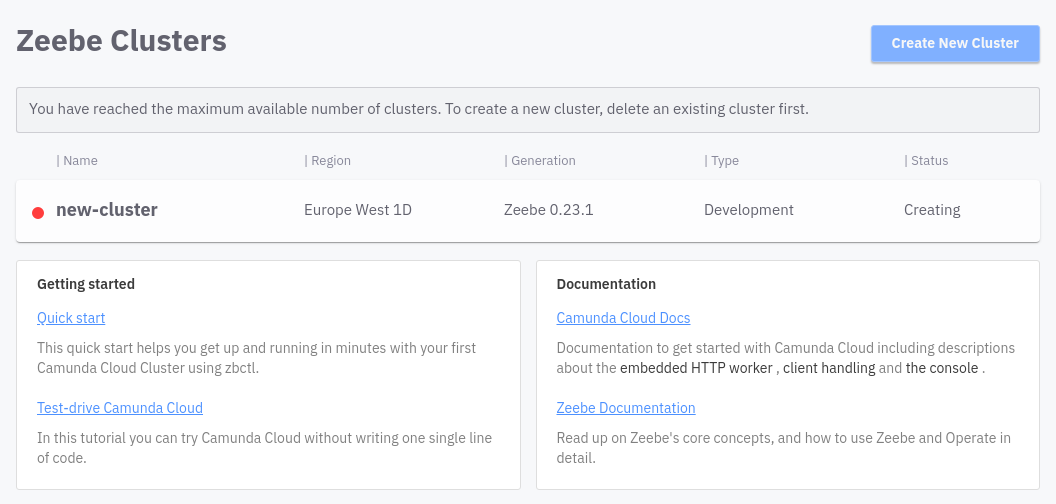 Zeebe Clusters
Create New Cluster
You have reached the maximum available number of clusters. To create a new cluster, delete an existing cluster first.
| Name | Region | Generation | Type | Status
new-cluster Europe West 1D Zeebe 0.23.1 Development Creating
Getting started
Quick start
This quick start helps you get up and running in minutes with your first
Camunda Cloud Cluster using zbctl.
Test-drive Camunda Cloud
In this tutorial you can try Camunda Cloud without writing one single line
of code.
Documentation
Camunda Cloud Docs
Documentation to get started with Camunda Cloud including descriptions
about the embedded HTTP worker , client handling and the console .
Zeebe Documentation
Read up on Zeebe's core concepts, and how to use Zeebe and Operate in
detail.